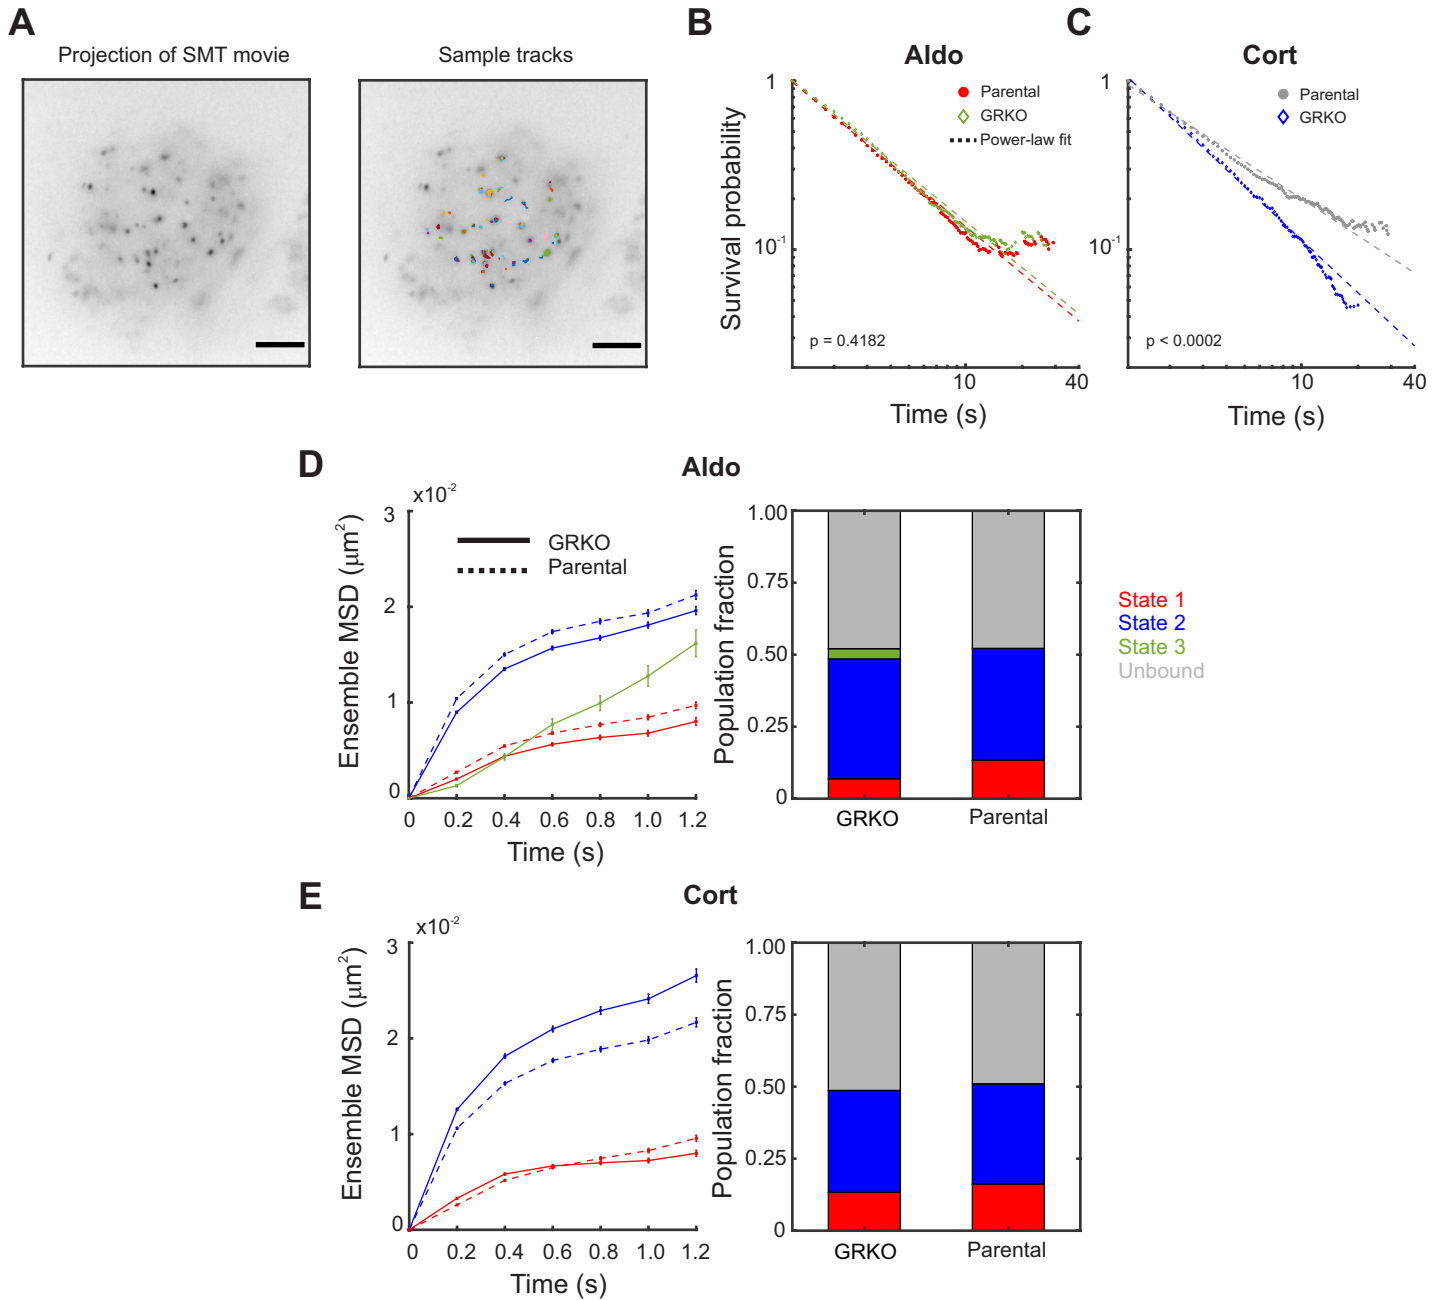 A
Projection of SMT movie
Sample tracks
B
Aldo
Survival probability
1
10-1
Parental
GRKO
Power-law fit
p = 0.4182
10
40
Time (s)
C
Cort
1
10-1
Parental
GRKO
p < 0.0002
10
40
Time (s)
D
Aldo
x10-2
Ensemble MSD (μm2)
3
2
1
0
GRKO
Parental
0 0.2 0.4 0.6 0.8 1.0 1.2
Time (s)
Population fraction
1.00
0.75
0.50
0.25
0
GRKO
Parental
State 1
State 2
State 3
Unbound
E
Cort
x10-2
Ensemble MSD (μm2)
3
2
1
0
0 0.2 0.4 0.6 0.8 1.0 1.2
Time (s)
Population fraction
1.00
0.75
0.50
0.25
0
GRKO
Parental